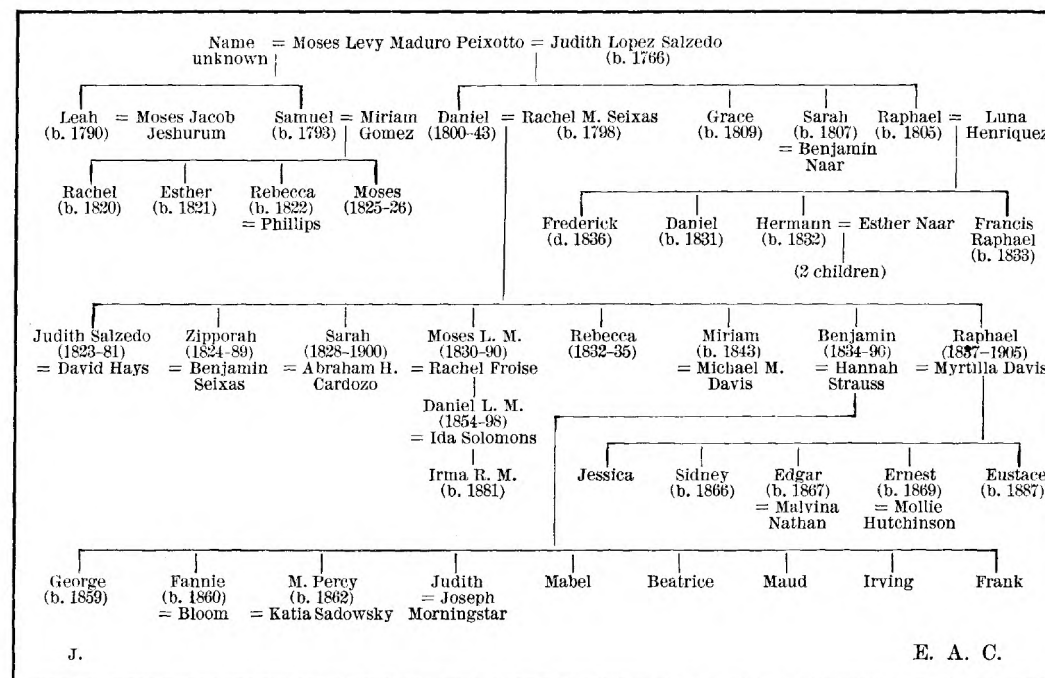 Name = Moses Levy Maduro Peixotto = Judith Lopez Salzedo
unknown (b. 1766)
Leah = Moses Jacob Samuel = Miriam Daniel = Rachel M. Seixas Grace Sarah Raphael = Luna
(b. 1790) Jeshurum (b. 1793) Gomez (1800-43) (b. 1798) (b. 1809) (b. 1807) (b. 1805) Henriquez
= Benjamin
Naar
Rachel Esther Rebecca Moses
(b. 1820) (b. 1821) (b. 1822) (1825-26)
= Phillips
Frederick Daniel Hermann = Esther Naar Francis
(d. 1836) (b. 1831) (b. 1832) Raphael
(b. 1833)
(2 children)
Judith Salzedo Zipporah Sarah Moses L. M. Rebecca Miriam Benjamin Raphael
(1823-81) (1824-89) (1828-1900) (1830-90) (1832-35) (b. 1843) (1834-96) (1837-1905)
= David Hays = Benjamin = Abraham H. = Rachel Froise = Michael M. = Hannah = Myrtilla Davis
Seixas Cardozo Davis Strauss
Daniel L. M.
(1854-98)
= Ida Solomons
Irma R. M.
(b. 1881)
Jessica Sidney Edgar Ernest Eustace
(b. 1866) (b. 1867) (b. 1869) (b. 1887)
= Malvina = Mollie
Nathan Hutchinson
George Fannie M. Percy Judith Mabel Beatrice Maud Irving Frank
(b. 1859) (b. 1860) (b. 1862) = Joseph
= Bloom = Katia Sadowsky Morningstar
J. E. A. C.